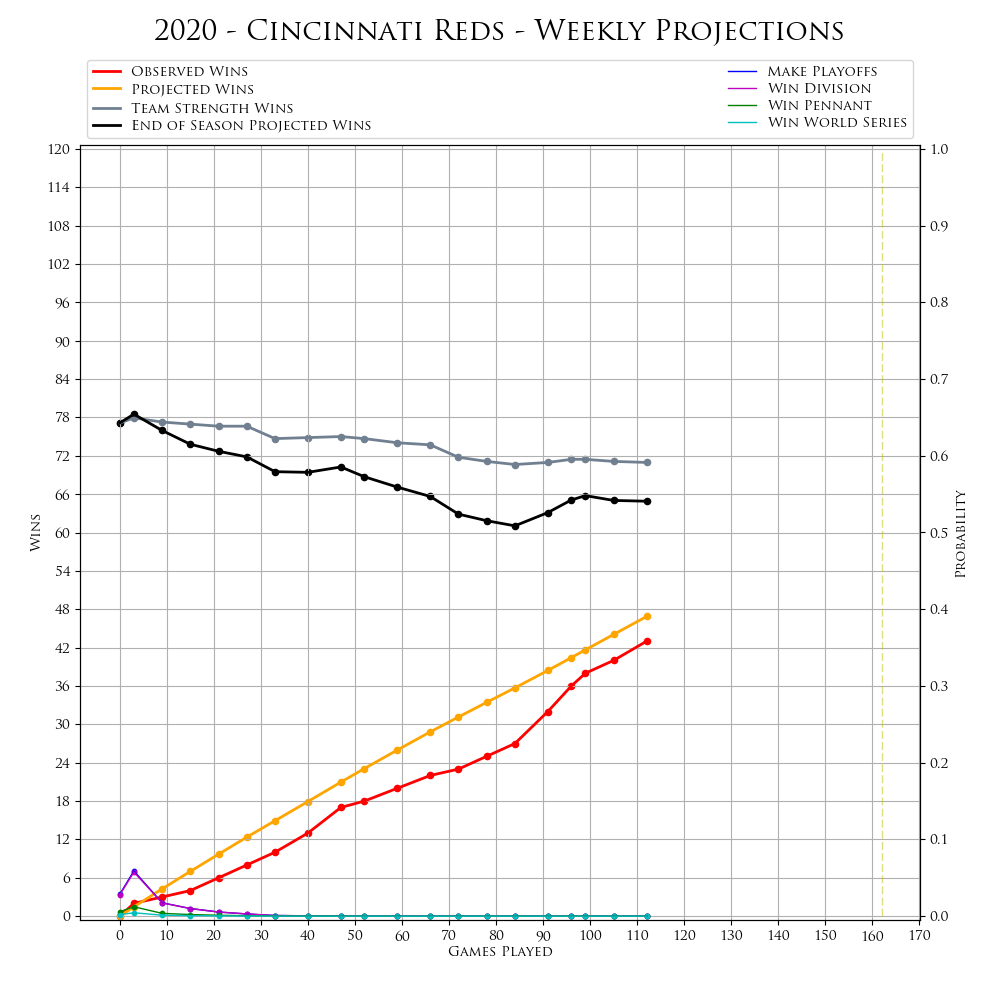 2020 - Cincinnati Reds - Weekly Projections
Observed Wins
Projected Wins
Team Strength Wins
End of Season Projected Wins
Make Playoffs
Win Division
Win Pennant
Win World Series
120
114
108
102
96
90
84
78
72
66
60
54
48
42
36
30
24
18
12
6
0
Wins
1.0
0.9
0.8
0.7
0.6
0.5
0.4
0.3
0.2
0.1
0.0
Probability
0 10 20 30 40 50 60 70 80 90 100 110 120 130 140 150 160 170
Games Played